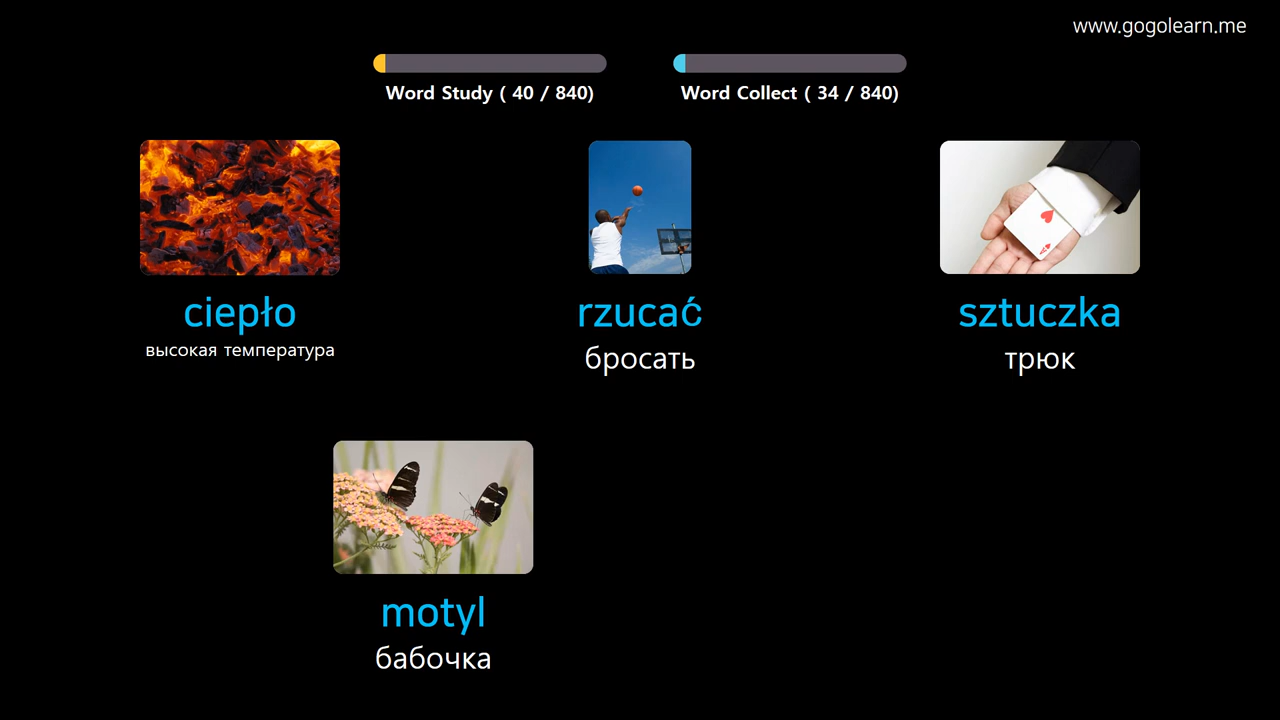 www.gogolearn.me
Word Study ( 40 / 840)
Word Collect ( 34 / 840)
ciepło
высокая температура
rzucać
бросать
sztuczka
трюк
motyl
бабочка